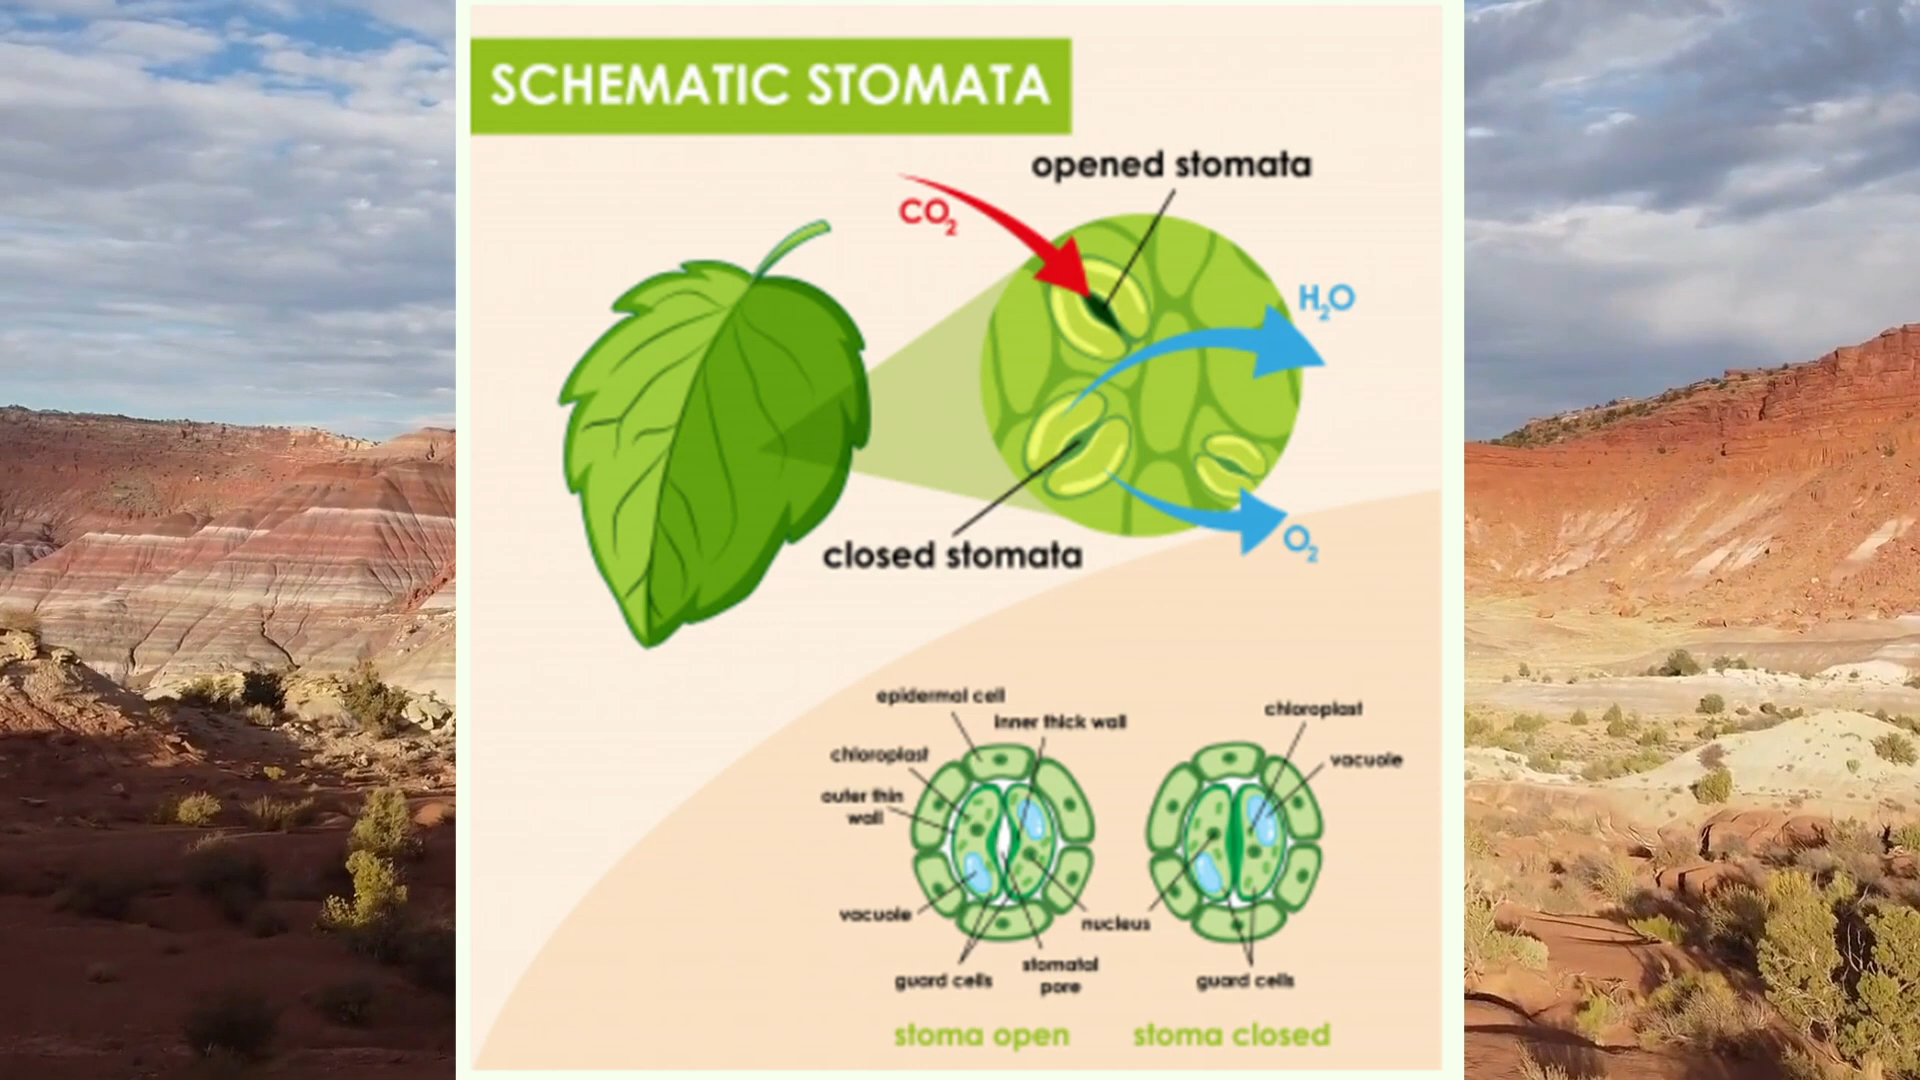 SCHEMATIC STOMATA
opened stomata
CO₂
H₂O
closed stomata
O₂
epidermal cell
inner thick wall
chloroplast
outer thin
wall
vacuole
guard cells
stomatal
pore
nucleus
chloroplast
vacuole
guard cells
stoma open
stoma closed